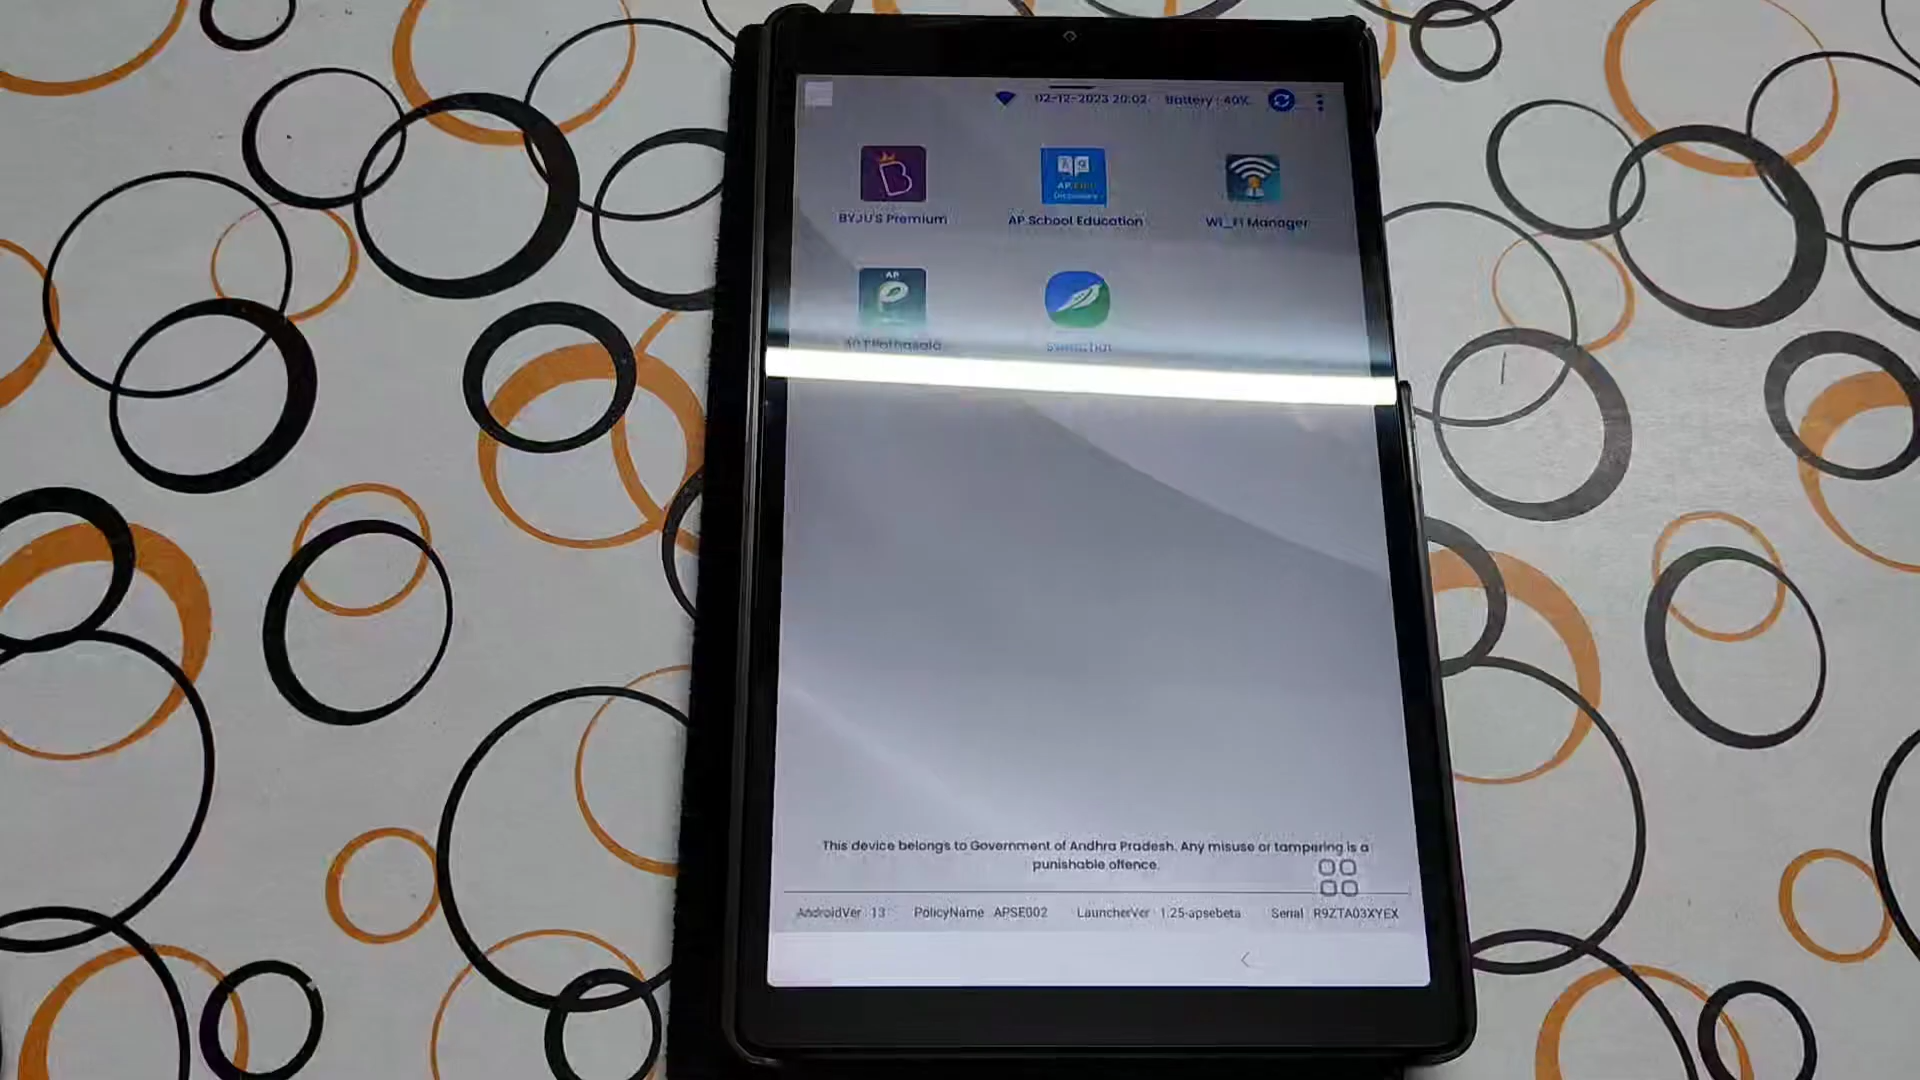 02-12-2023 20:02 Battery : 40%
BYJU'S Premium
AP School Education
Wi_Fi Manager
AP
SwiftChat
This device belongs to Government of Andhra Pradesh. Any misuse or tampering is a
punishable offence.
AndroidVer 13 PolicyName APSE002 LauncherVer 1.25-apsebeta Serial R9ZTA03XYEX